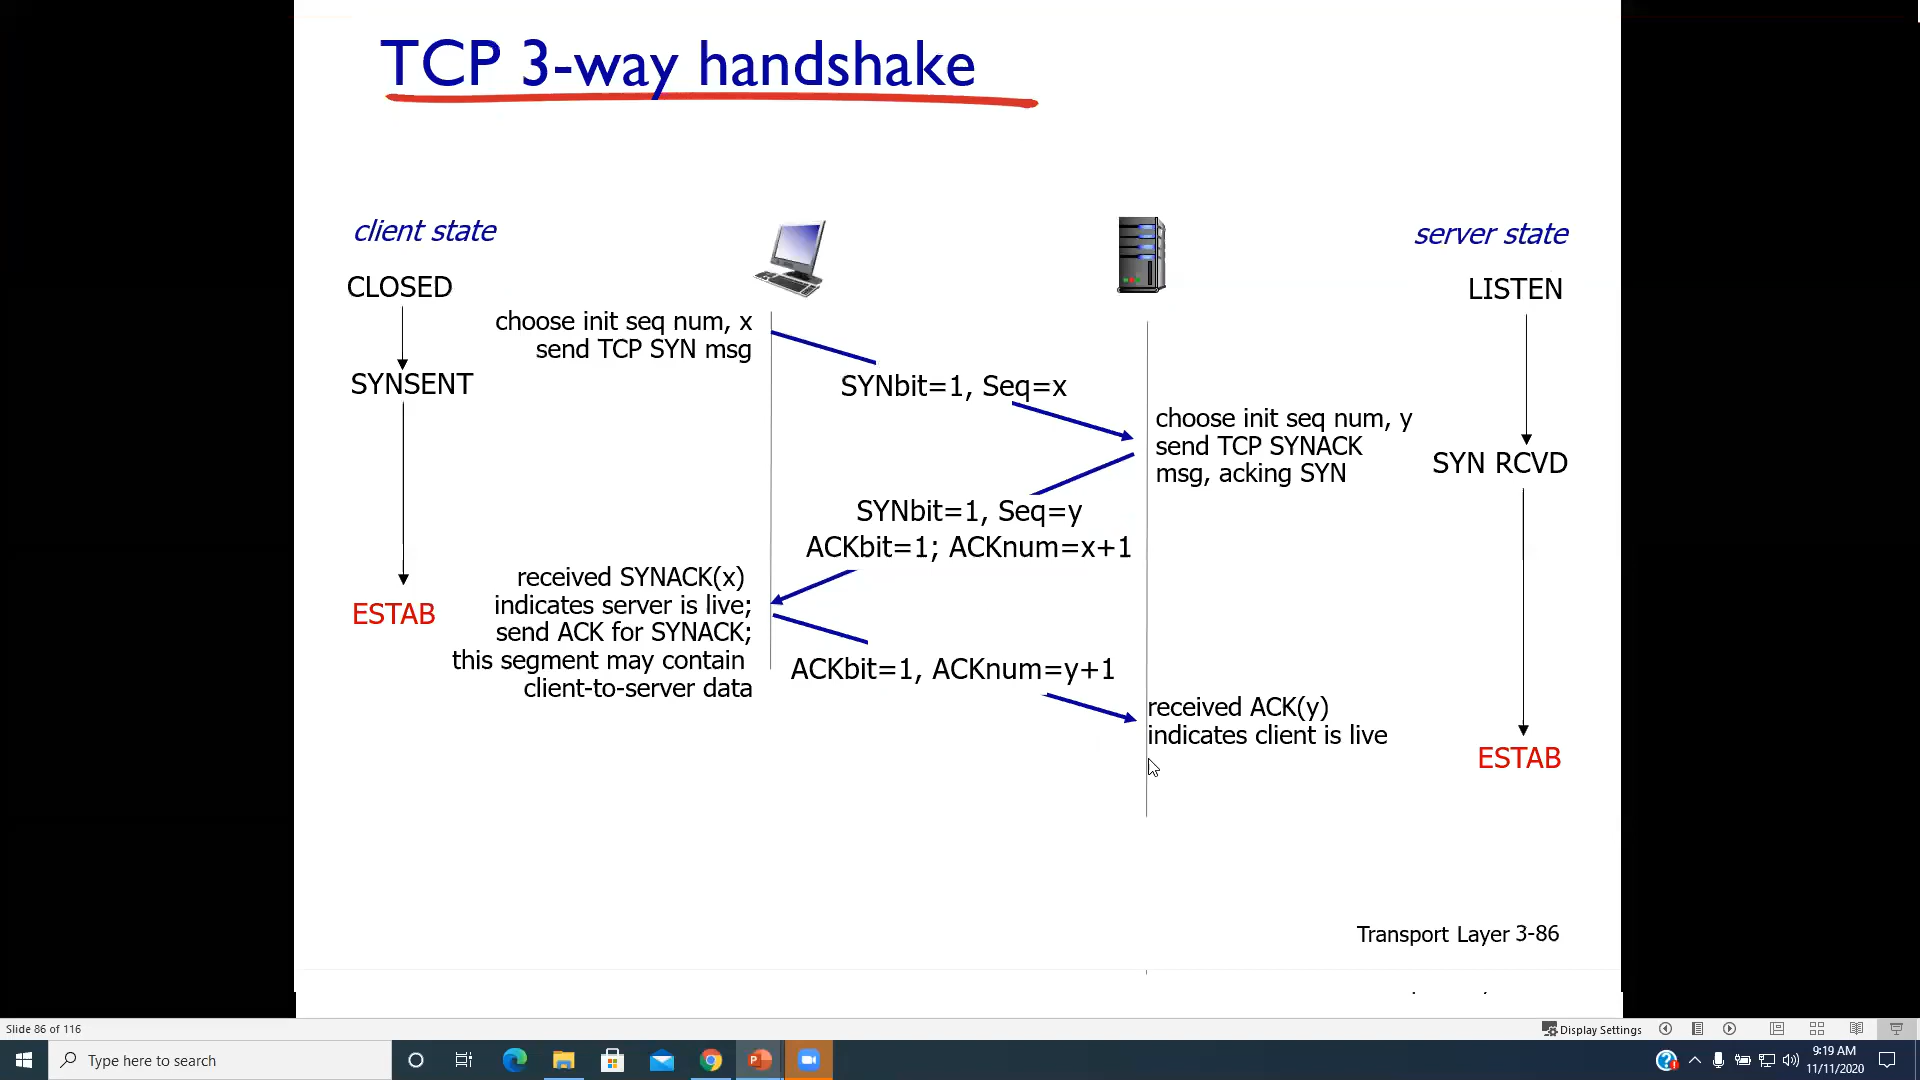 TCP 3-way handshake
client state
server state
CLOSED
LISTEN
choose init seq num, x
send TCP SYN msg
SYNSENT
SYNbit=1, Seq=x
choose init seq num, y
send TCP SYNACK
msg, acking SYN
SYN RCVD
SYNbit=1, Seq=y
ACKbit=1; ACKnum=x+1
received SYNACK(x)
indicates server is live;
send ACK for SYNACK;
this segment may contain
client-to-server data
ESTAB
ACKbit=1, ACKnum=y+1
received ACK(y)
indicates client is live
ESTAB
Transport Layer 3-86
Slide 86 of 116
Display Settings
Type here to search
9:19 AM
11/11/2020